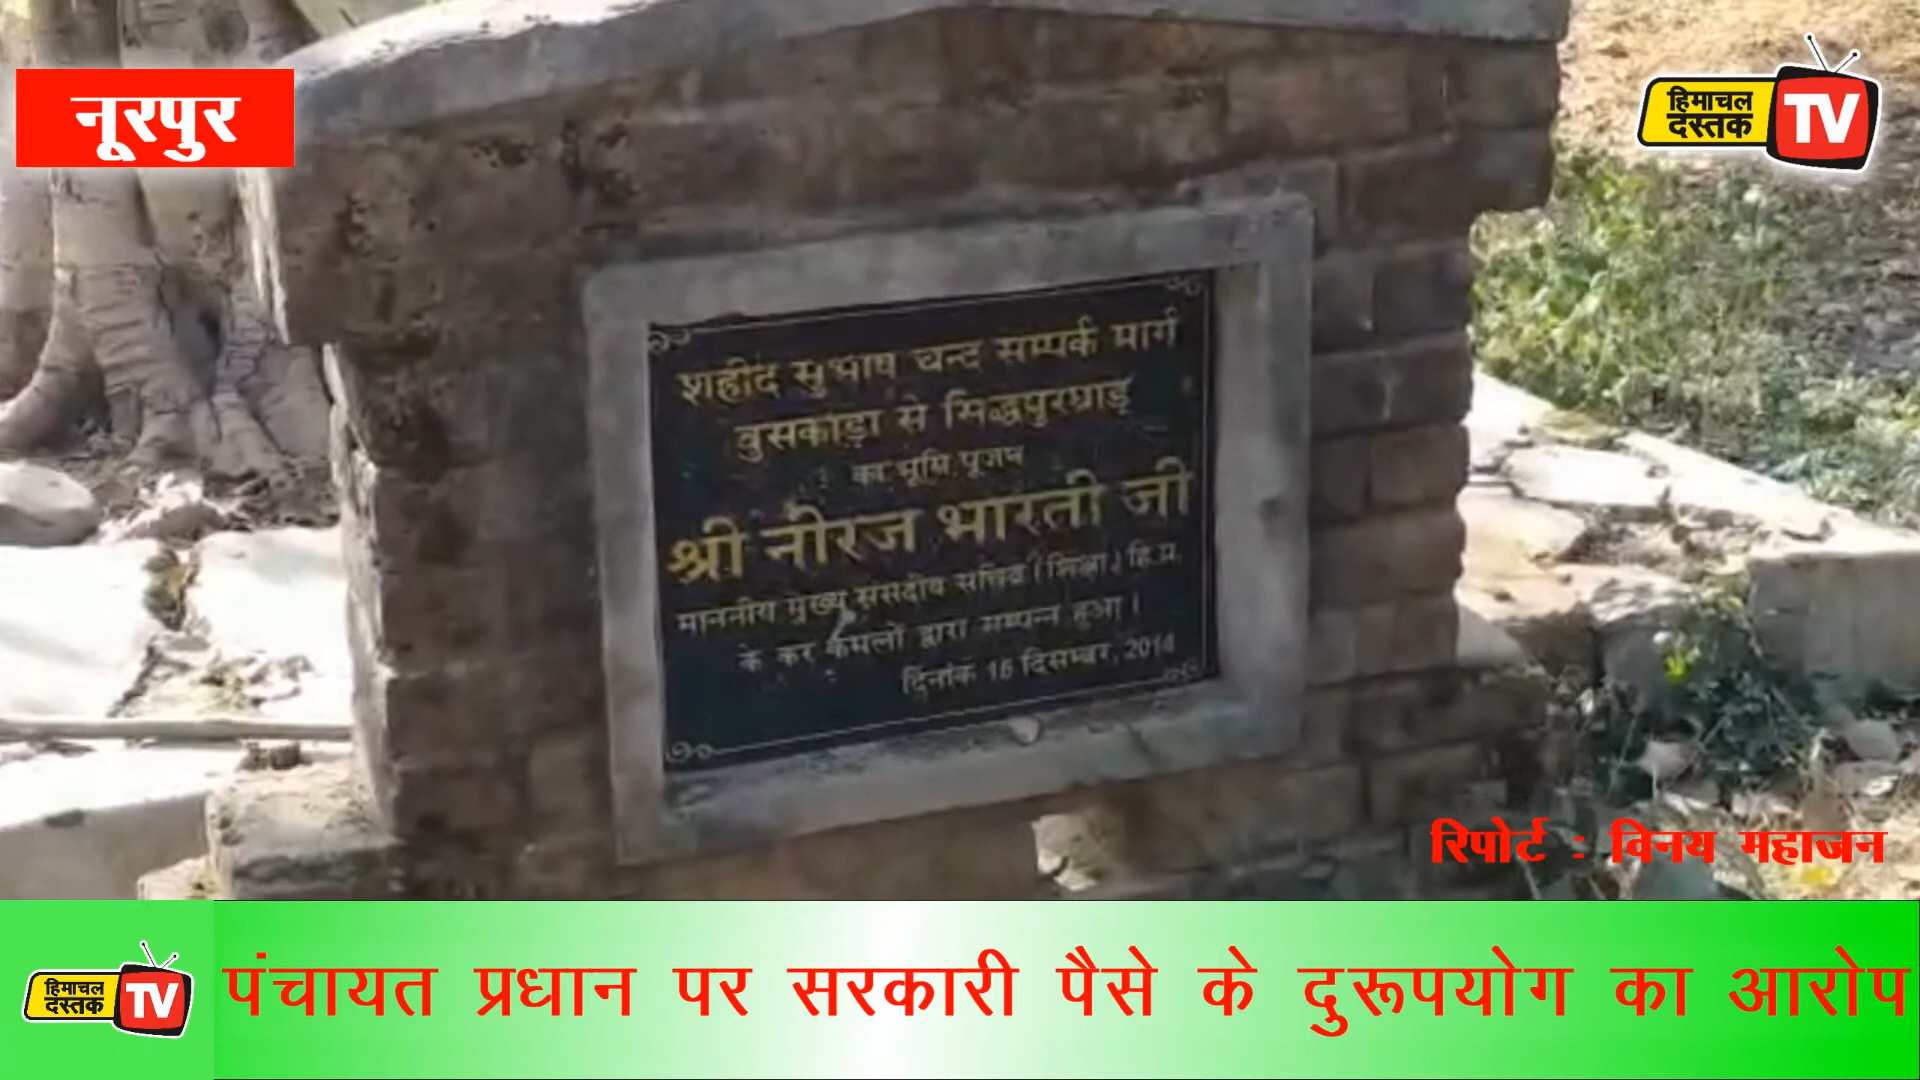 नूरपुर
हिमाचल
दस्तक
TV
शहीद सुभाष चन्द सम्पर्क मार्ग
वुसकाड़ा से सिद्धपुरघाड़
का भूमि पूजन
श्री नीरज भारती जी
माननीय मुख्य संसदीय सचिव (शिक्षा) हि.प्र.
के कर कमलों द्वारा सम्पन्न हुआ।
दिनांक 16 दिसम्बर, 2014
रिपोर्ट : विनय महाजन
हिमाचल
दस्तक
TV
पंचायत प्रधान पर सरकारी पैसे के दुरूपयोग का आरोप